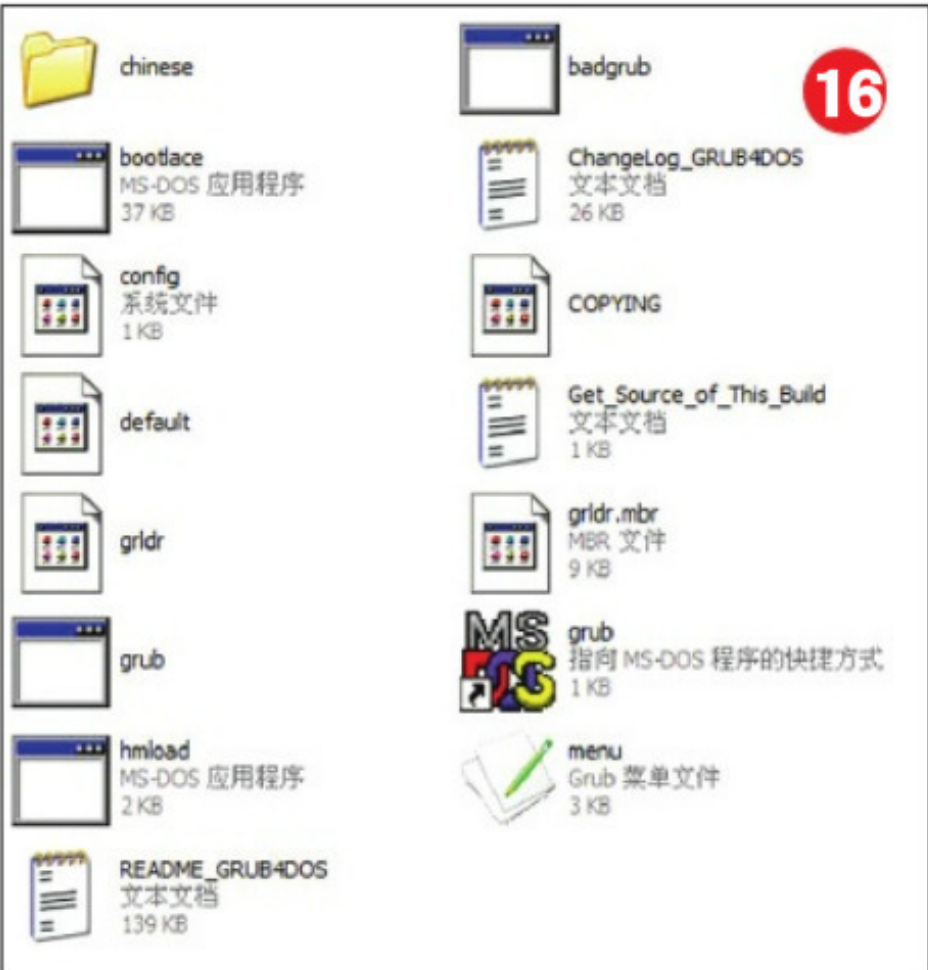 chinese
badgrub
16
bootlace
MS-DOS 应用程序
37 KB
ChangeLog_GRUB4DOS
文本文档
26 KB
config
系统文件
1 KB
COPYING
default
Get_Source_of_This_Build
文本文档
1 KB
grldr
grldr.mbr
MBR 文件
9 KB
grub
grub
指向 MS-DOS 程序的快捷方式
1 KB
hmload
MS-DOS 应用程序
2 KB
menu
Grub 菜单文件
3 KB
README_GRUB4DOS
文本文档
139 KB